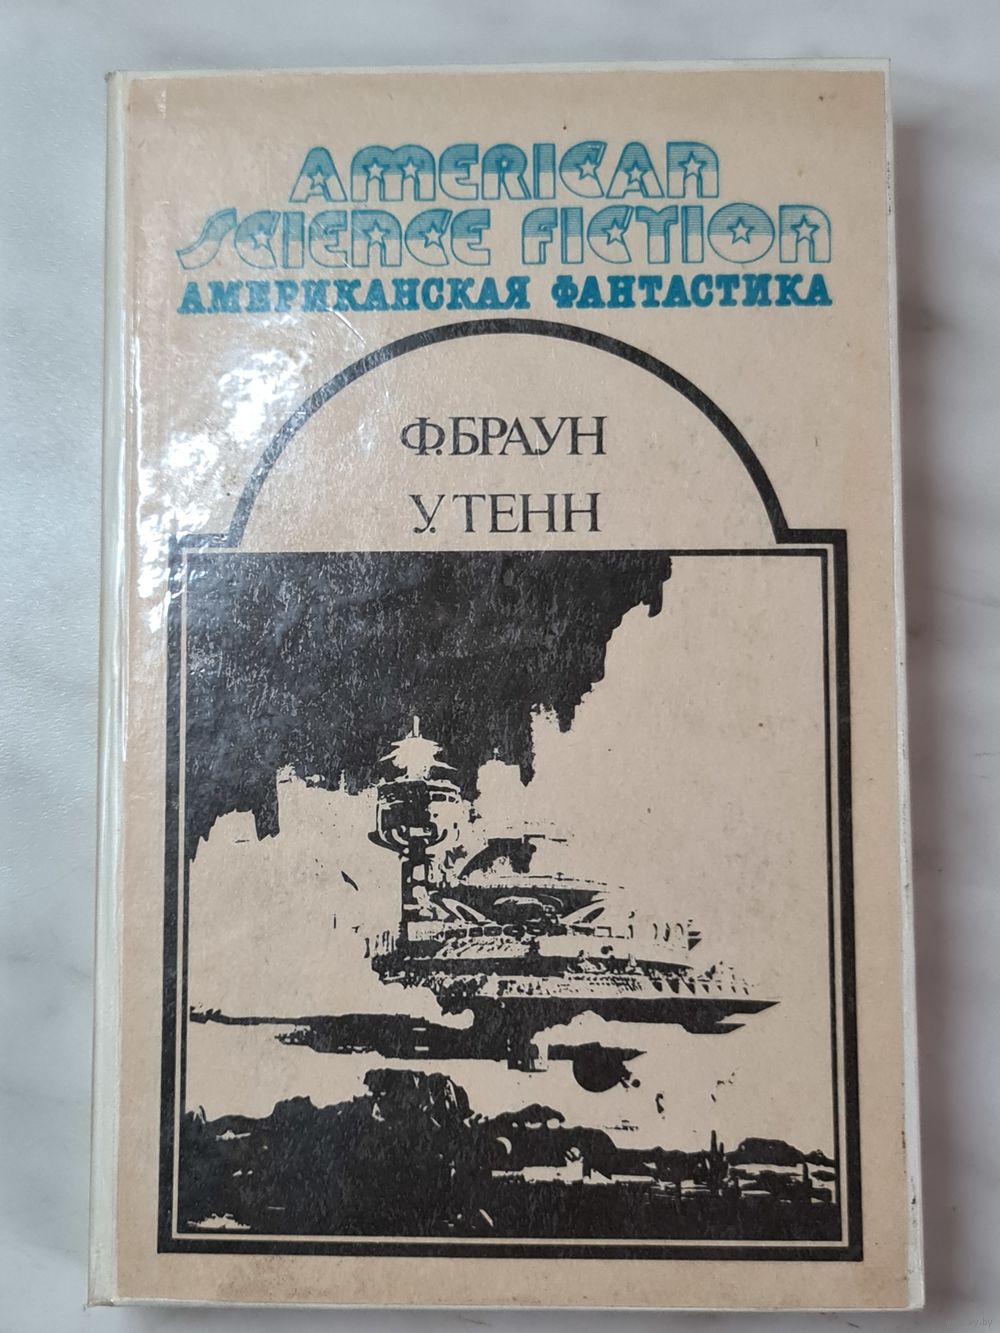 AMERICAN
SCIENCE FICTION
АМЕРИКАНСКАЯ ФАНТАСТИКА
Ф.БРАУН
У.ТЕНН